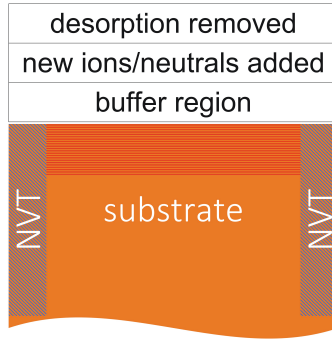 desorption removed
new ions/neutrals added
buffer region
NVT
substrate
NVT